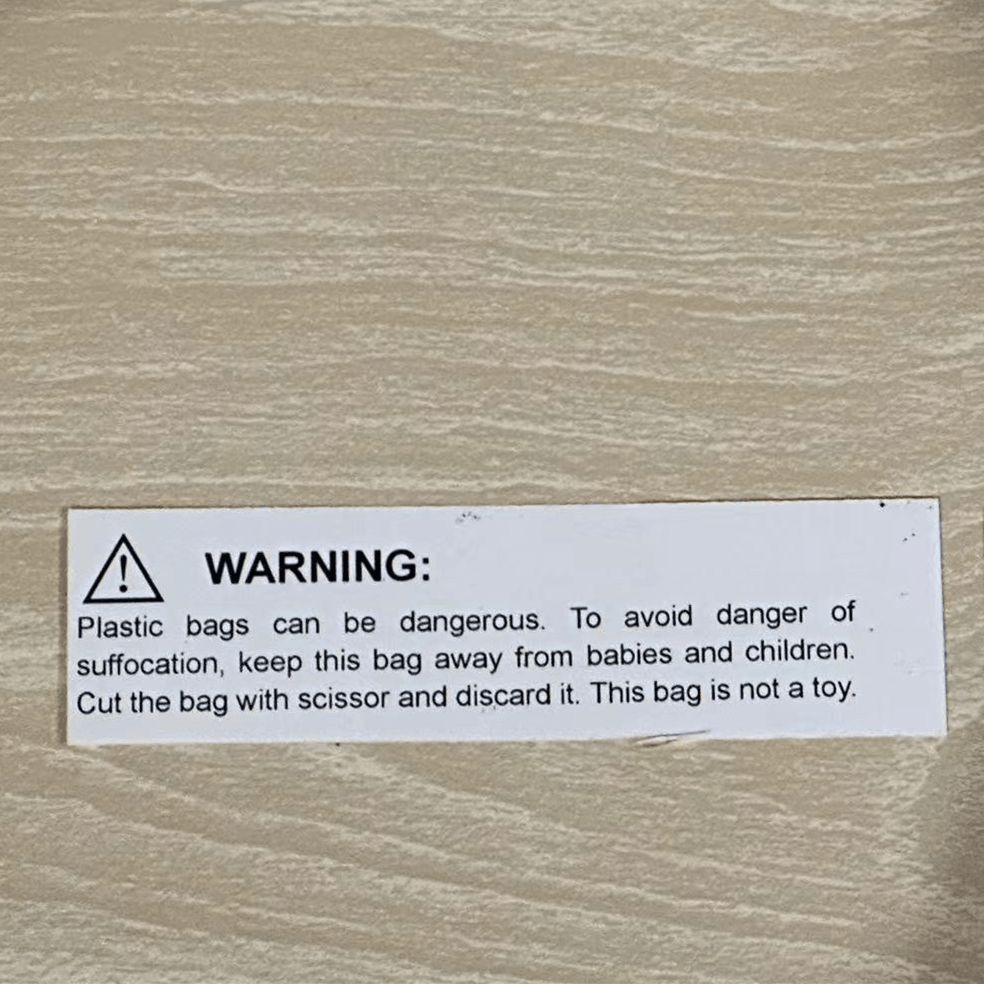 WARNING:
Plastic bags can be dangerous. To avoid danger of
suffocation, keep this bag away from babies and children.
Cut the bag with scissor and discard it. This bag is not a toy.